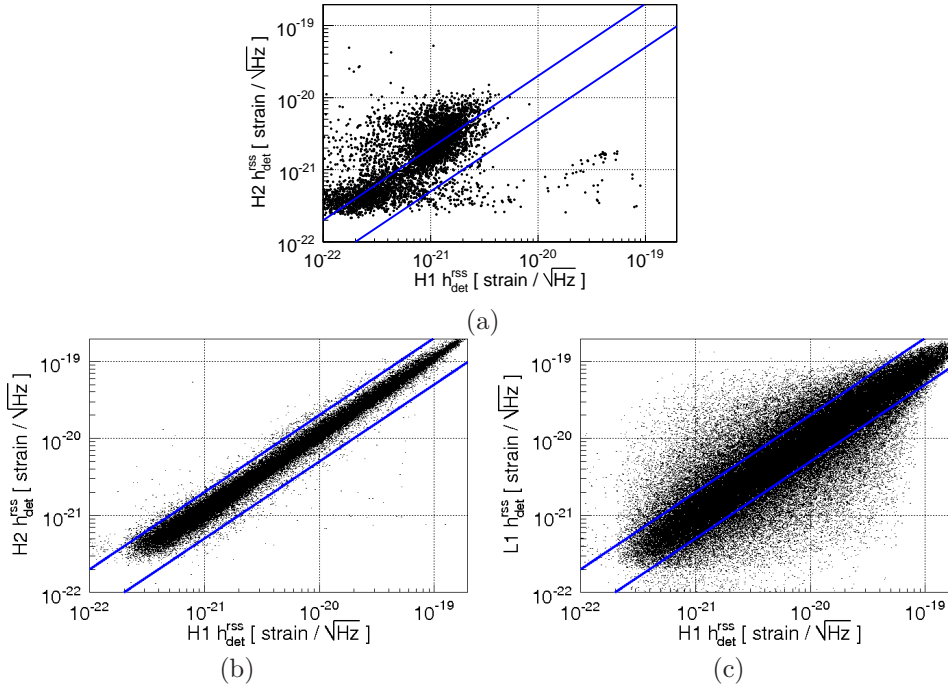 10⁻¹⁹
10⁻²⁰
10⁻²¹
10⁻²²
H2 h_det^rss [ strain / √Hz ]
10⁻²² 10⁻²¹ 10⁻²⁰ 10⁻¹⁹
H1 h_det^rss [ strain / √Hz ]
(a)
10⁻¹⁹
10⁻²⁰
10⁻²¹
10⁻²²
H2 h_det^rss [ strain / √Hz ]
10⁻²² 10⁻²¹ 10⁻²⁰ 10⁻¹⁹
H1 h_det^rss [ strain / √Hz ]
(b)
10⁻¹⁹
10⁻²⁰
10⁻²¹
10⁻²²
L1 h_det^rss [ strain / √Hz ]
10⁻²² 10⁻²¹ 10⁻²⁰ 10⁻¹⁹
H1 h_det^rss [ strain / √Hz ]
(c)